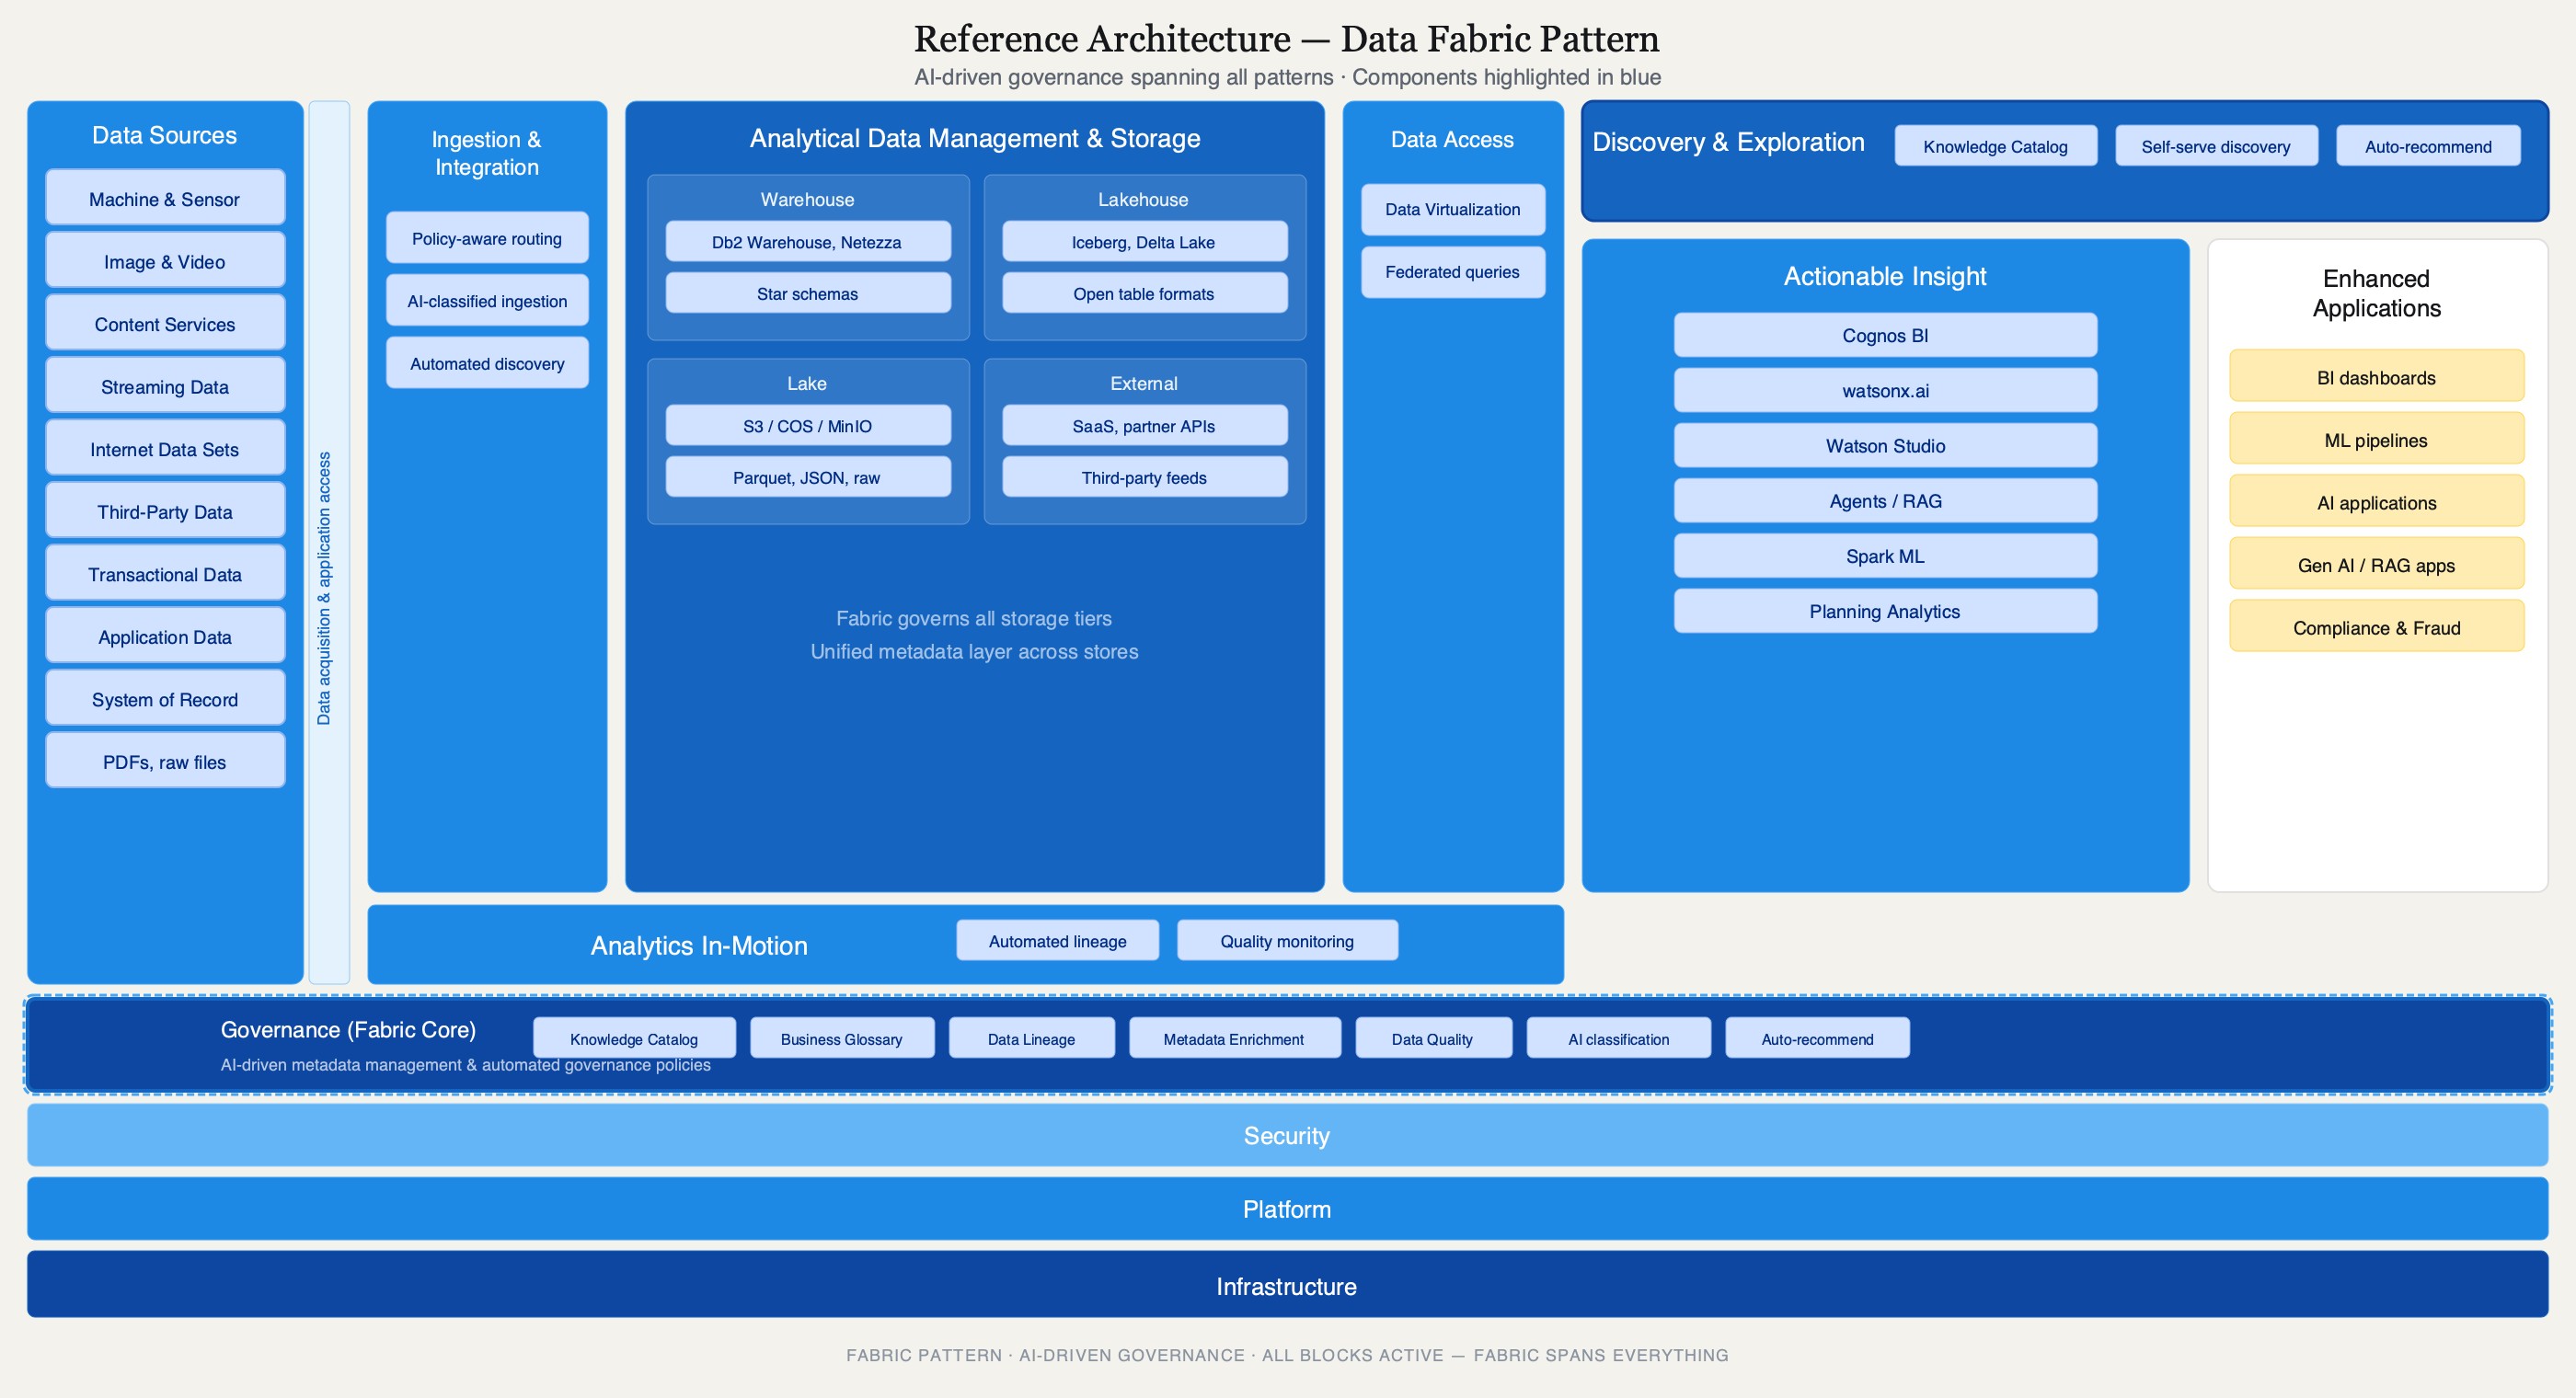 Reference Architecture — Data Fabric Pattern
AI-driven governance spanning all patterns · Components highlighted in blue
Data Sources
Machine & Sensor
Image & Video
Content Services
Streaming Data
Internet Data Sets
Third-Party Data
Transactional Data
Application Data
System of Record
PDFs, raw files
Data acquisition & application access
Ingestion &
Integration
Policy-aware routing
AI-classified ingestion
Automated discovery
Analytical Data Management & Storage
Warehouse
Db2 Warehouse, Netezza
Star schemas
Lakehouse
Iceberg, Delta Lake
Open table formats
Lake
S3 / COS / MinIO
Parquet, JSON, raw
External
SaaS, partner APIs
Third-party feeds
Fabric governs all storage tiers
Unified metadata layer across stores
Data Access
Data Virtualization
Federated queries
Discovery & Exploration
Knowledge Catalog
Self-serve discovery
Auto-recommend
Actionable Insight
Cognos BI
watsonx.ai
Watson Studio
Agents / RAG
Spark ML
Planning Analytics
Enhanced
Applications
BI dashboards
ML pipelines
AI applications
Gen AI / RAG apps
Compliance & Fraud
Analytics In-Motion
Automated lineage
Quality monitoring
Governance (Fabric Core)
AI-driven metadata management & automated governance policies
Knowledge Catalog
Business Glossary
Data Lineage
Metadata Enrichment
Data Quality
AI classification
Auto-recommend
Security
Platform
Infrastructure
FABRIC PATTERN · AI-DRIVEN GOVERNANCE · ALL BLOCKS ACTIVE — FABRIC SPANS EVERYTHING